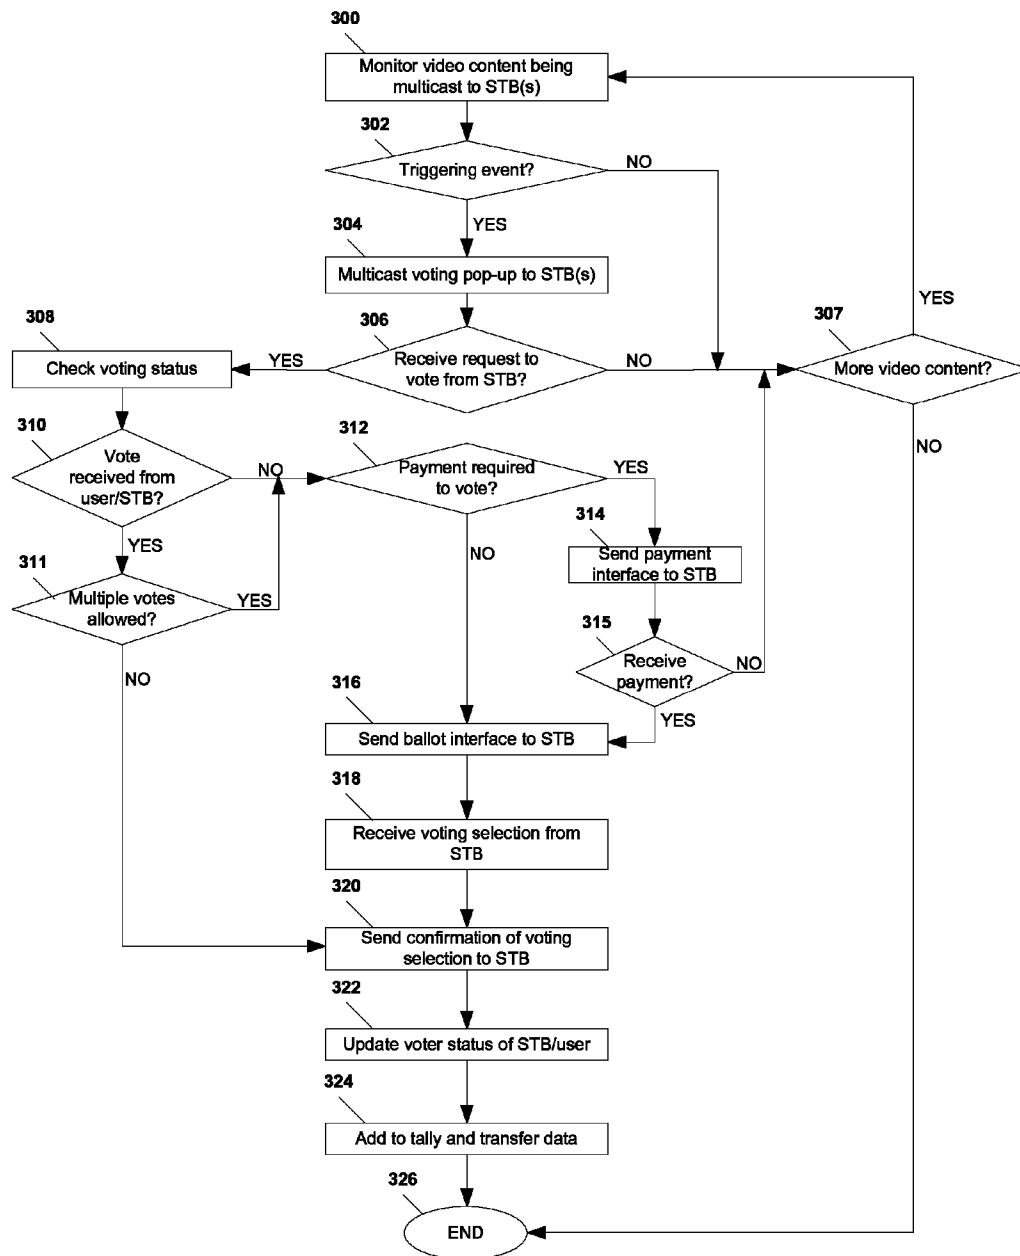 300
Monitor video content being
multicast to STB(s)
302
Triggering event?
NO
YES
304
Multicast voting pop-up to STB(s)
306
Receive request to
vote from STB?
YES
NO
307
More video content?
YES
NO
308
Check voting status
310
Vote
received from
user/STB?
NO
YES
311
Multiple votes
allowed?
YES
NO
312
Payment required
to vote?
YES
NO
314
Send payment
interface to STB
315
Receive
payment?
NO
YES
316
Send ballot interface to STB
318
Receive voting selection from
STB
320
Send confirmation of voting
selection to STB
322
Update voter status of STB/user
324
Add to tally and transfer data
326
END